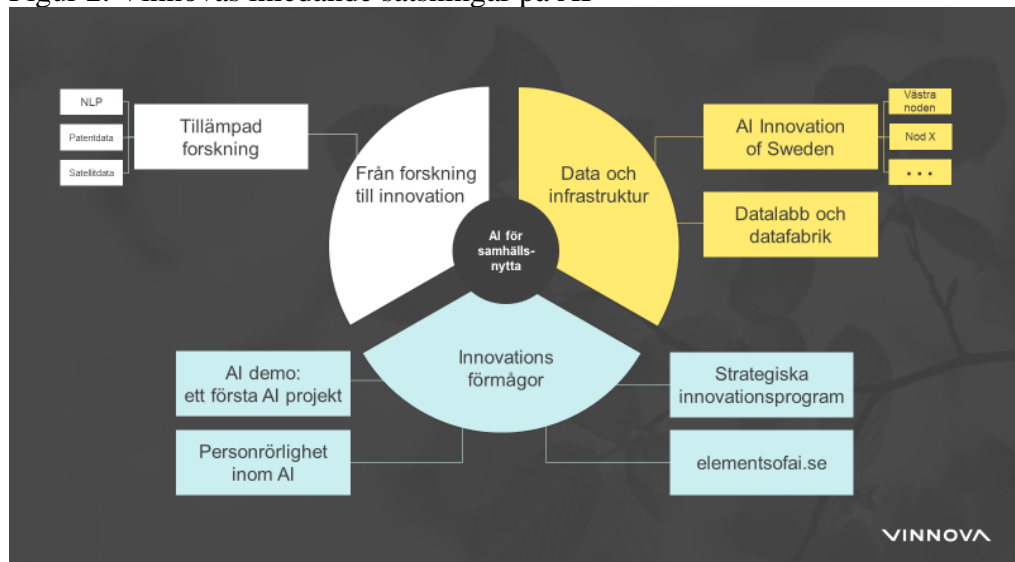 Figur 2: Vinnovas inledande satsningar på AI
NLP
Patentdata
Satellitdata
Tillämpad
forskning
Från forskning
till innovation
Data och
infrastruktur
AI Innovation
of Sweden
Västra
noden
Nod X
...
Datalabb och
datafabrik
AI för
samhälls-
nytta
Innovations
förmågor
AI demo:
ett första AI projekt
Personrörlighet
inom AI
Strategiska
innovationsprogram
elementsofai.se
VINNOVA